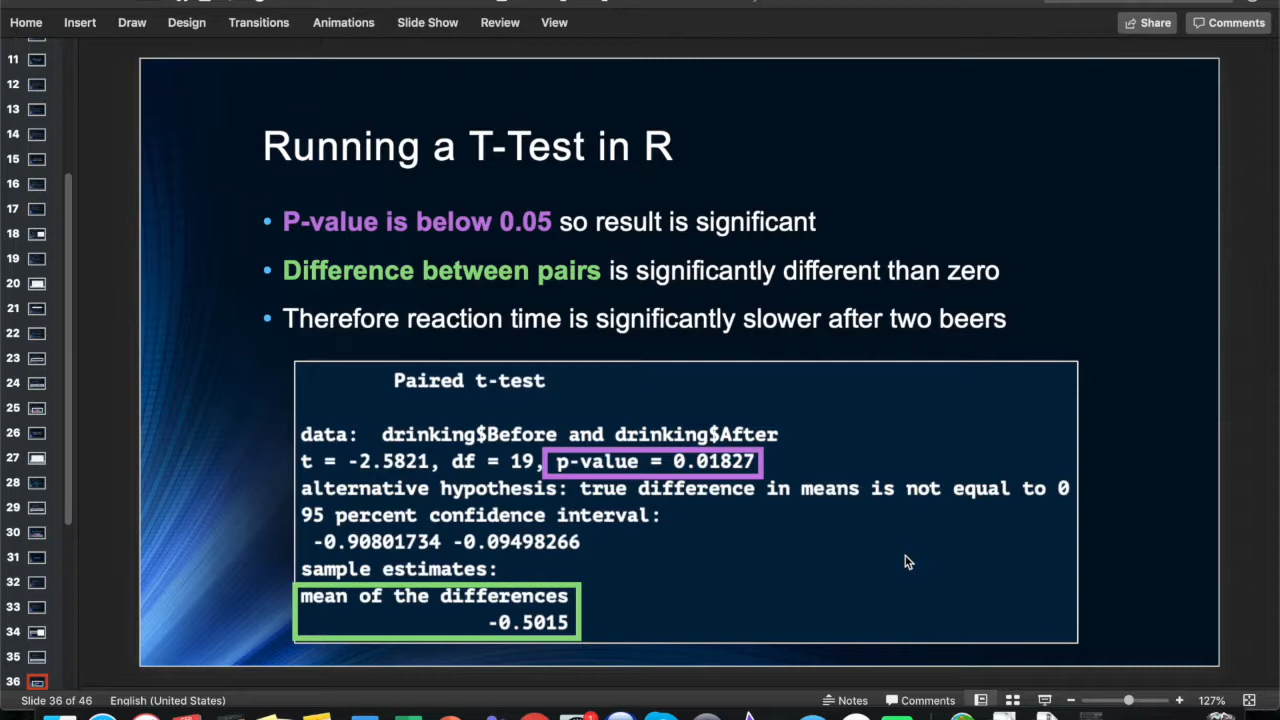 Home Insert Draw Design Transitions Animations Slide Show Review View Share Comments
11
12
13
14
15
16
17
18
19
20
21
22
23
24
25
26
27
28
29
30
31
32
33
34
35
36
Running a T-Test in R
• P-value is below 0.05 so result is significant
• Difference between pairs is significantly different than zero
• Therefore reaction time is significantly slower after two beers
Paired t-test
data: drinking$Before and drinking$After
t = -2.5821, df = 19, p-value = 0.01827
alternative hypothesis: true difference in means is not equal to 0
95 percent confidence interval:
-0.90801734 -0.09498266
sample estimates:
mean of the differences
-0.5015
Slide 36 of 46 English (United States) Notes Comments 127%